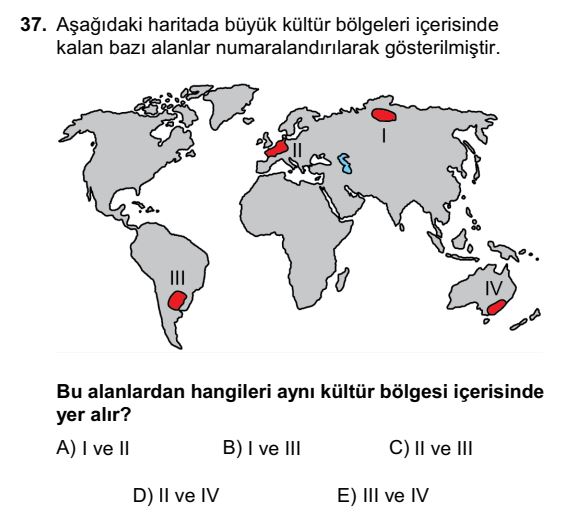 37. Aşağıdaki haritada büyük kültür bölgeleri içerisinde
kalan bazı alanlar numaralandırılarak gösterilmiştir.
I
II
III
IV
Bu alanlardan hangileri aynı kültür bölgesi içerisinde
yer alır?
A) I ve II B) I ve III C) II ve III
D) II ve IV E) III ve IV